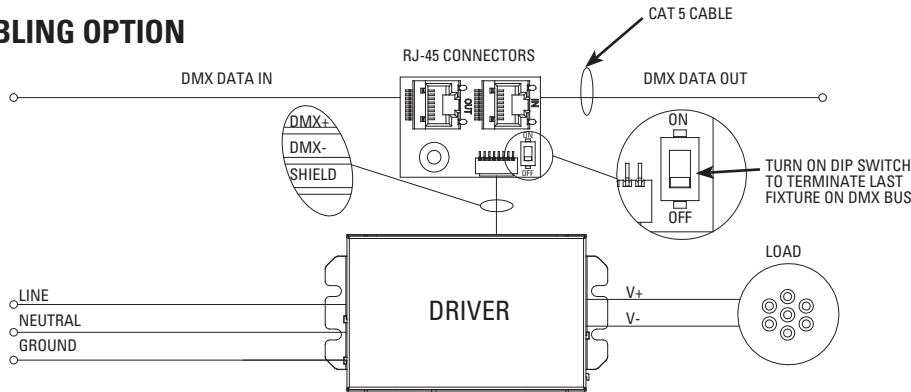 BLING OPTION
CAT 5 CABLE
RJ-45 CONNECTORS
DMX DATA IN
DMX DATA OUT
OUT
IN
ON
OFF
DMX+
DMX-
SHIELD
ON
OFF
TURN ON DIP SWITCH
TO TERMINATE LAST
FIXTURE ON DMX BUS
LOAD
LINE
NEUTRAL
GROUND
DRIVER
V+
V-